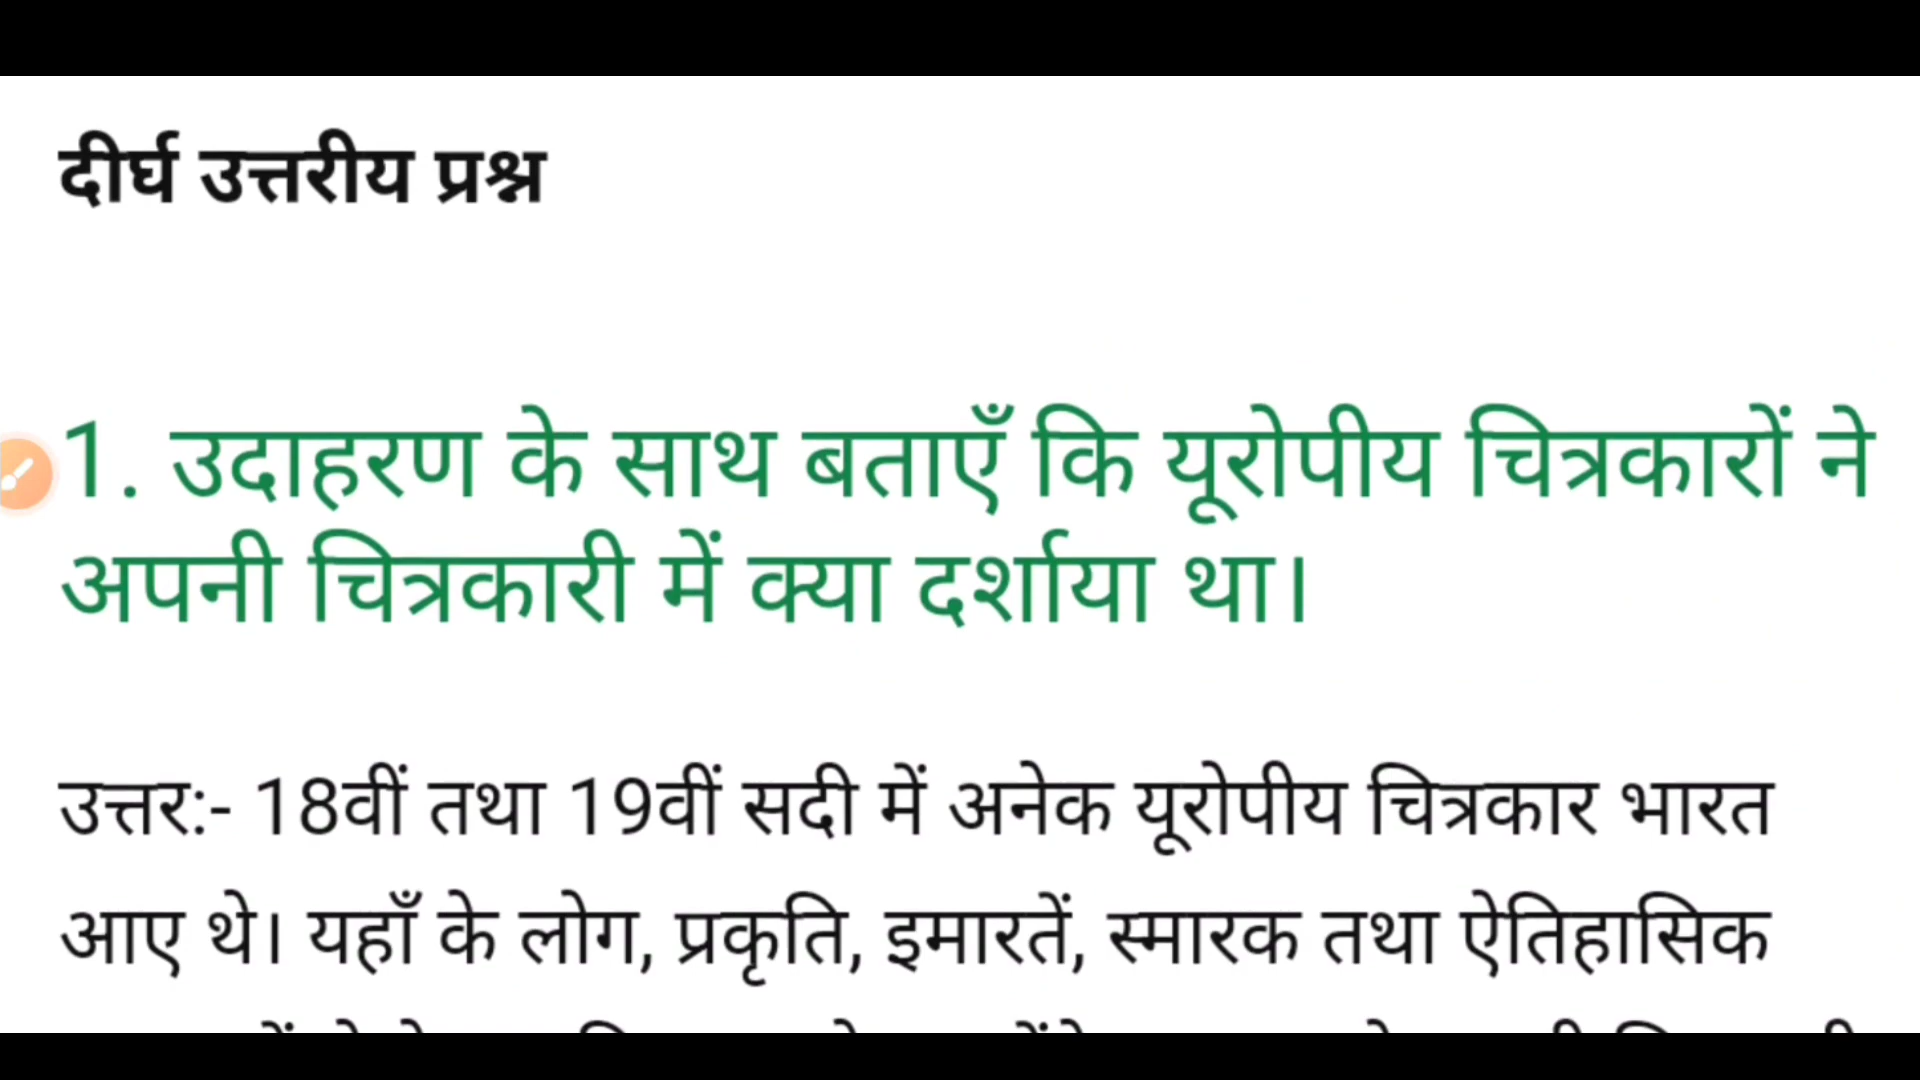 दीर्घ उत्तरीय प्रश्न
1. उदाहरण के साथ बताएँ कि यूरोपीय चित्रकारों ने
अपनी चित्रकारी में क्या दर्शाया था।
उत्तर:- 18वीं तथा 19वीं सदी में अनेक यूरोपीय चित्रकार भारत
आए थे। यहाँ के लोग, प्रकृति, इमारतें, स्मारक तथा ऐतिहासिक